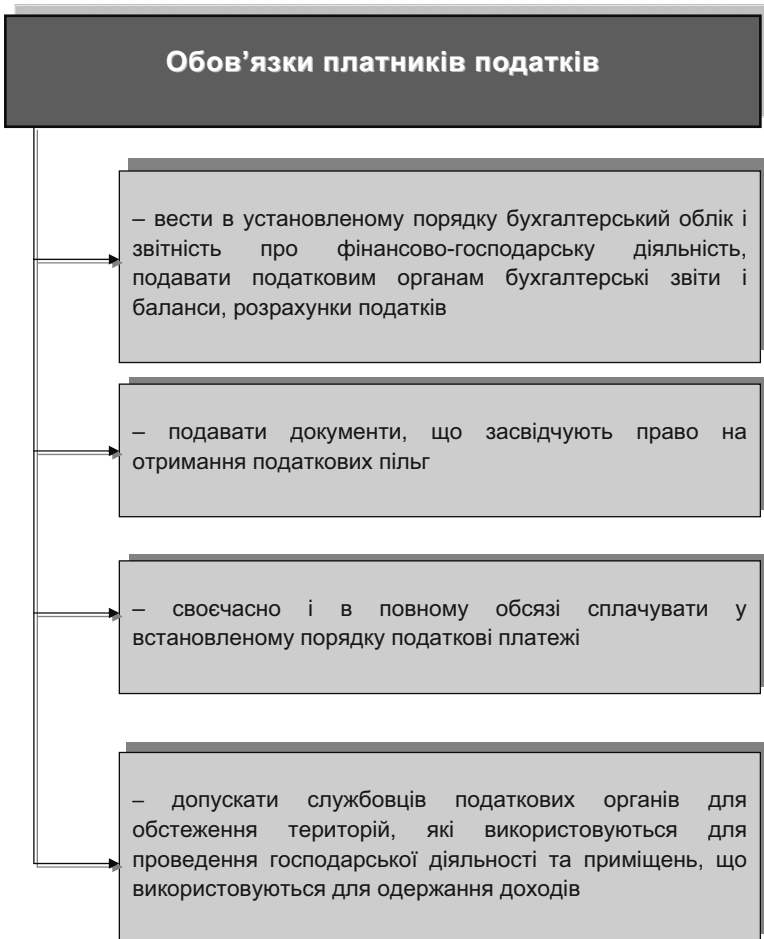 Обов’язки платників податків
– вести в установленому порядку бухгалтерський облік і
звітність про фінансово-господарську діяльність,
подавати податковим органам бухгалтерські звіти і
баланси, розрахунки податків
– подавати документи, що засвідчують право на
отримання податкових пільг
– своєчасно і в повному обсязі сплачувати у
встановленому порядку податкові платежі
– допускати службовців податкових органів для
обстеження територій, які використовуються для
проведення господарської діяльності та приміщень, що
використовуються для одержання доходів